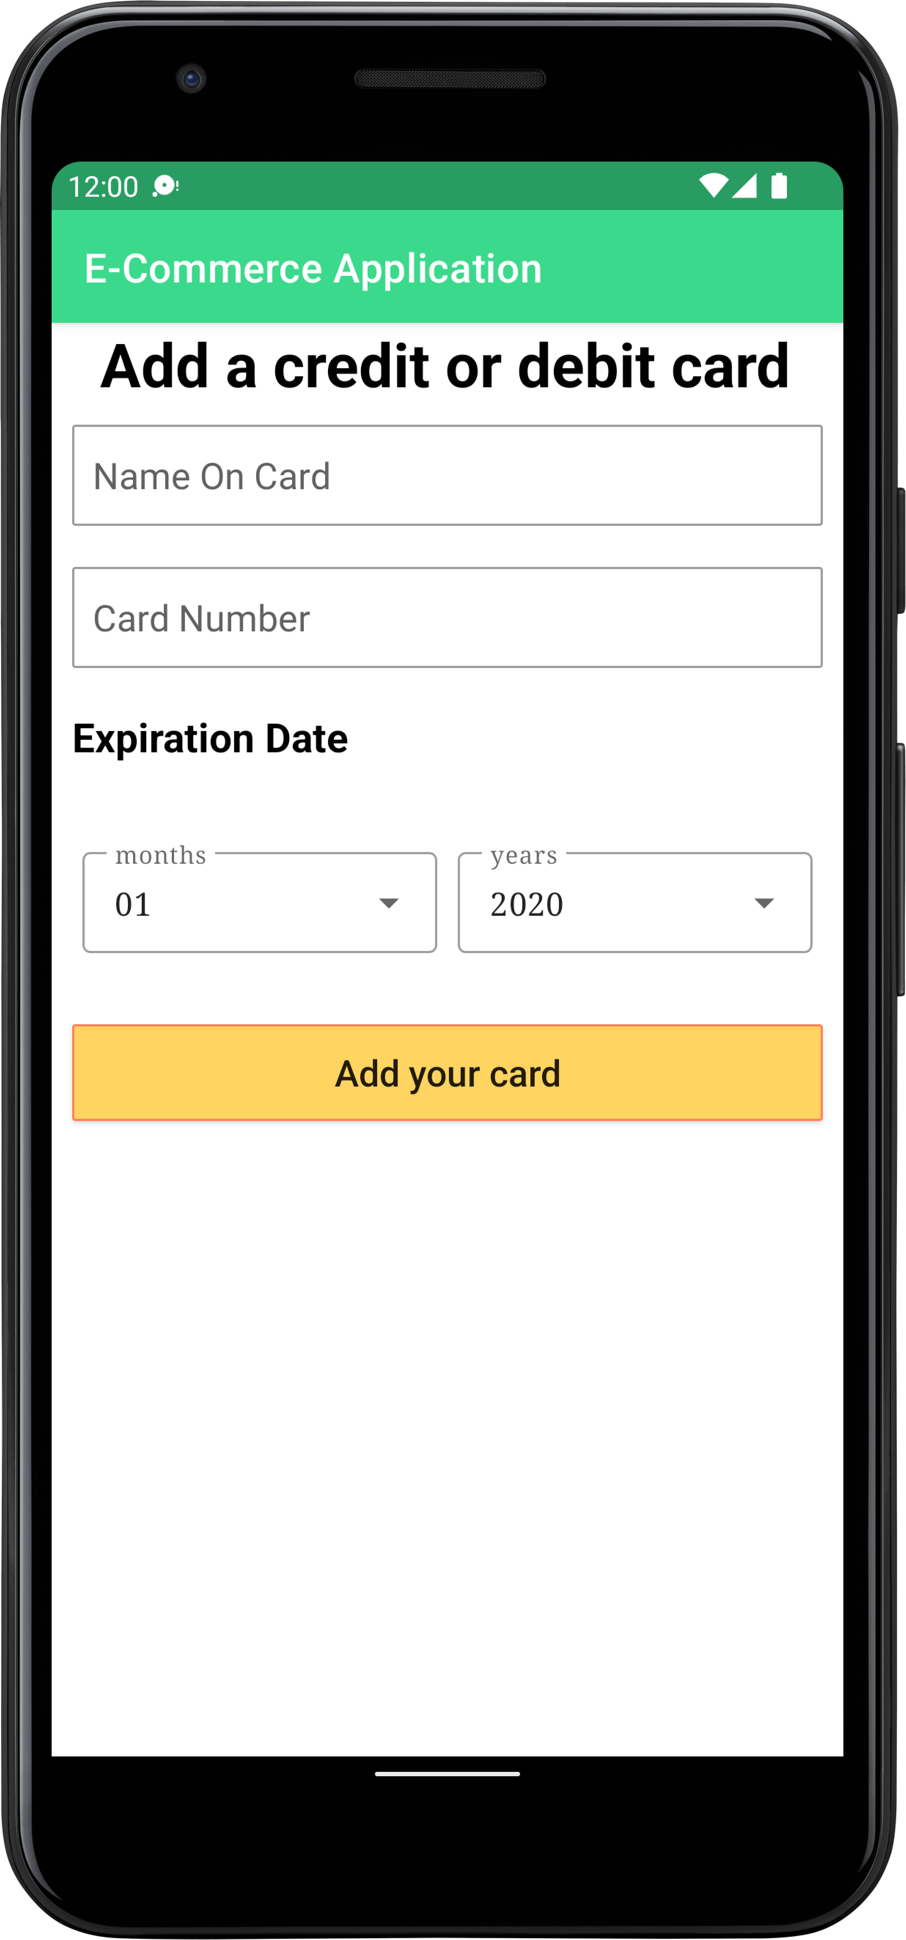 12:00
E-Commerce Application
Add a credit or debit card
Name On Card
Card Number
Expiration Date
months years
01 2020
Add your card